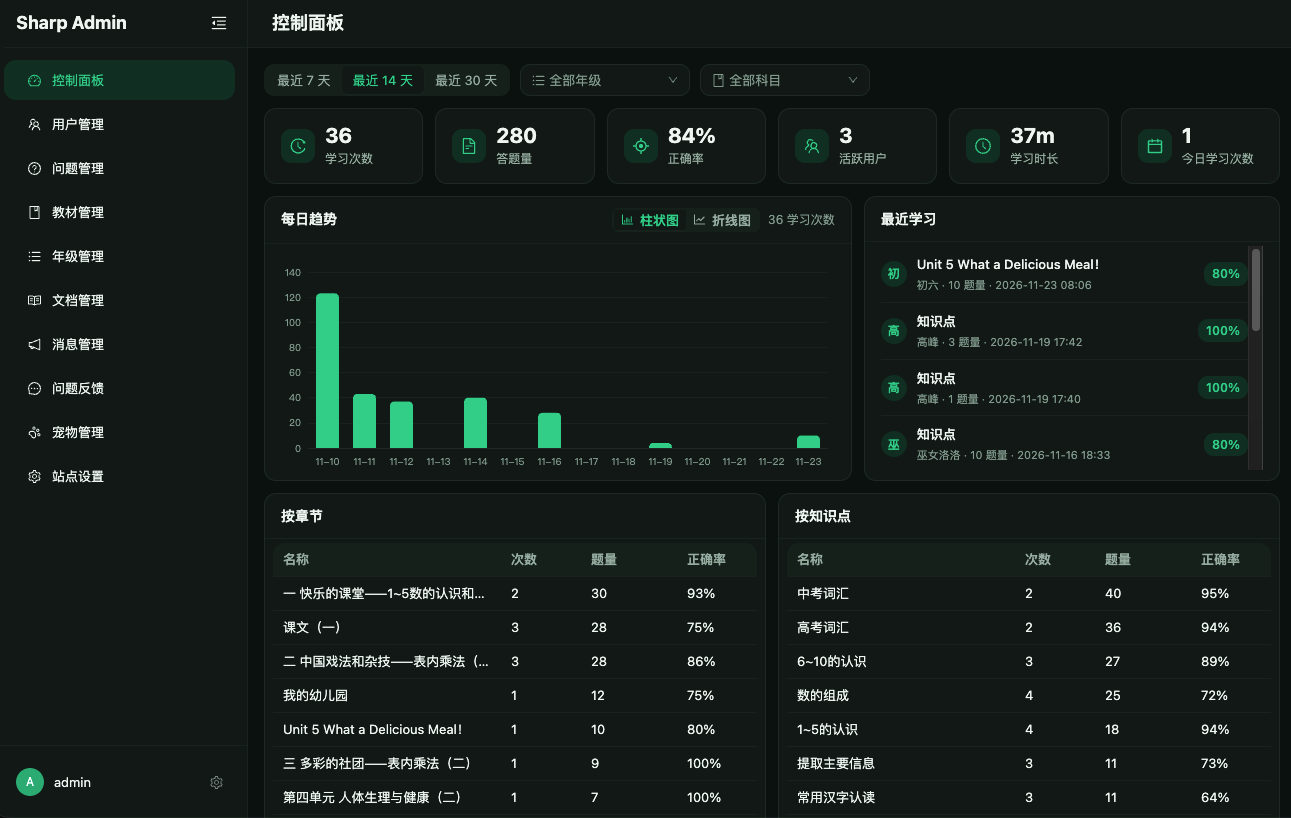 Sharp Admin
控制面板
用户管理
问题管理
教材管理
年级管理
文档管理
消息管理
问题反馈
宠物管理
站点设置
A admin
控制面板
最近 7 天 最近 14 天 最近 30 天 全部年级 全部科目
36
学习次数
280
答题量
84%
正确率
3
活跃用户
37m
学习时长
1
今日学习次数
每日趋势 柱状图 折线图 36 学习次数
140
120
100
80
60
40
20
0
11-10 11-11 11-12 11-13 11-14 11-15 11-16 11-17 11-18 11-19 11-20 11-21 11-22 11-23
最近学习
初 Unit 5 What a Delicious Meal! 80%
初六 · 10 题量 · 2026-11-23 08:06
高 知识点 100%
高峰 · 3 题量 · 2026-11-19 17:42
高 知识点 100%
高峰 · 1 题量 · 2026-11-19 17:40
巫 知识点 80%
巫女洛洛 · 10 题量 · 2026-11-16 18:33
按章节
名称 次数 题量 正确率
一 快乐的课堂——1~5数的认识和... 2 30 93%
课文（一） 3 28 75%
二 中国戏法和杂技——表内乘法（... 3 28 86%
我的幼儿园 1 12 75%
Unit 5 What a Delicious Meal! 1 10 80%
三 多彩的社团——表内乘法（二） 1 9 100%
第四单元 人体生理与健康（二） 1 7 100%
按知识点
名称 次数 题量 正确率
中考词汇 2 40 95%
高考词汇 2 36 94%
6~10的认识 3 27 89%
数的组成 4 25 72%
1~5的认识 4 18 94%
提取主要信息 3 11 73%
常用汉字认读 3 11 64%